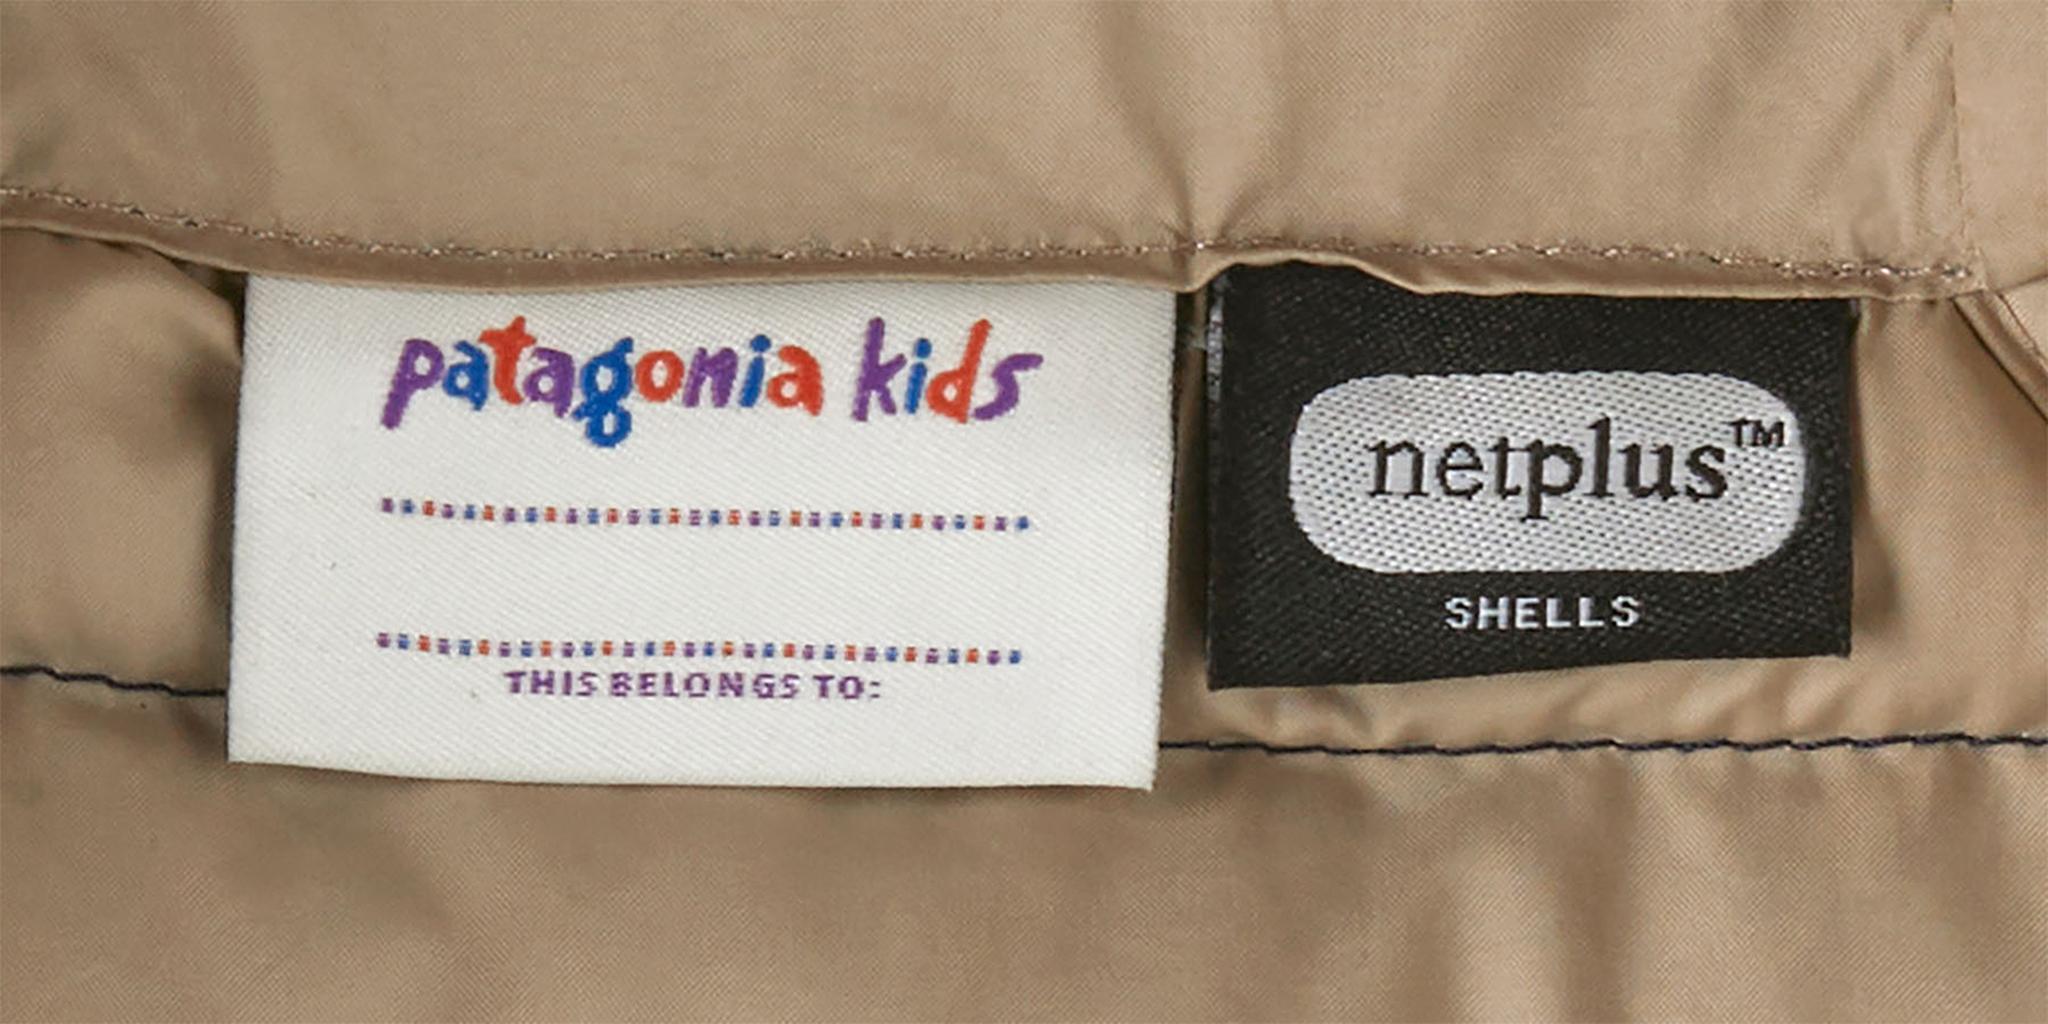 patagonia kids
THIS BELONGS TO:
netplus™
SHELLS